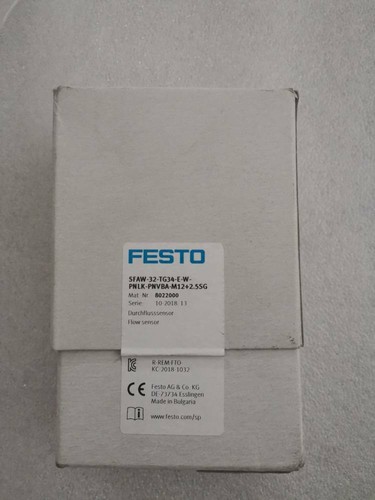 FESTO
SFAW-32-TG34-E-W-
PNLK-PNVBA-M12+2.5SG
Mat.-Nr. 8022000
Serie: 10-2018. 13
Durchflusssensor
Flow sensor
R-REM-FTO
KC-2018-1032
Festo AG & Co. KG
DE-73734 Esslingen
Made in Bulgaria
www.festo.com/sp